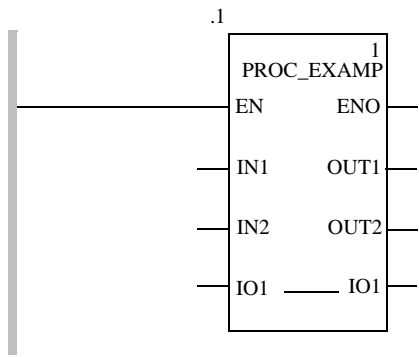 .1
1
PROC_EXAMP
EN ENO
IN1 OUT1
IN2 OUT2
IO1 IO1